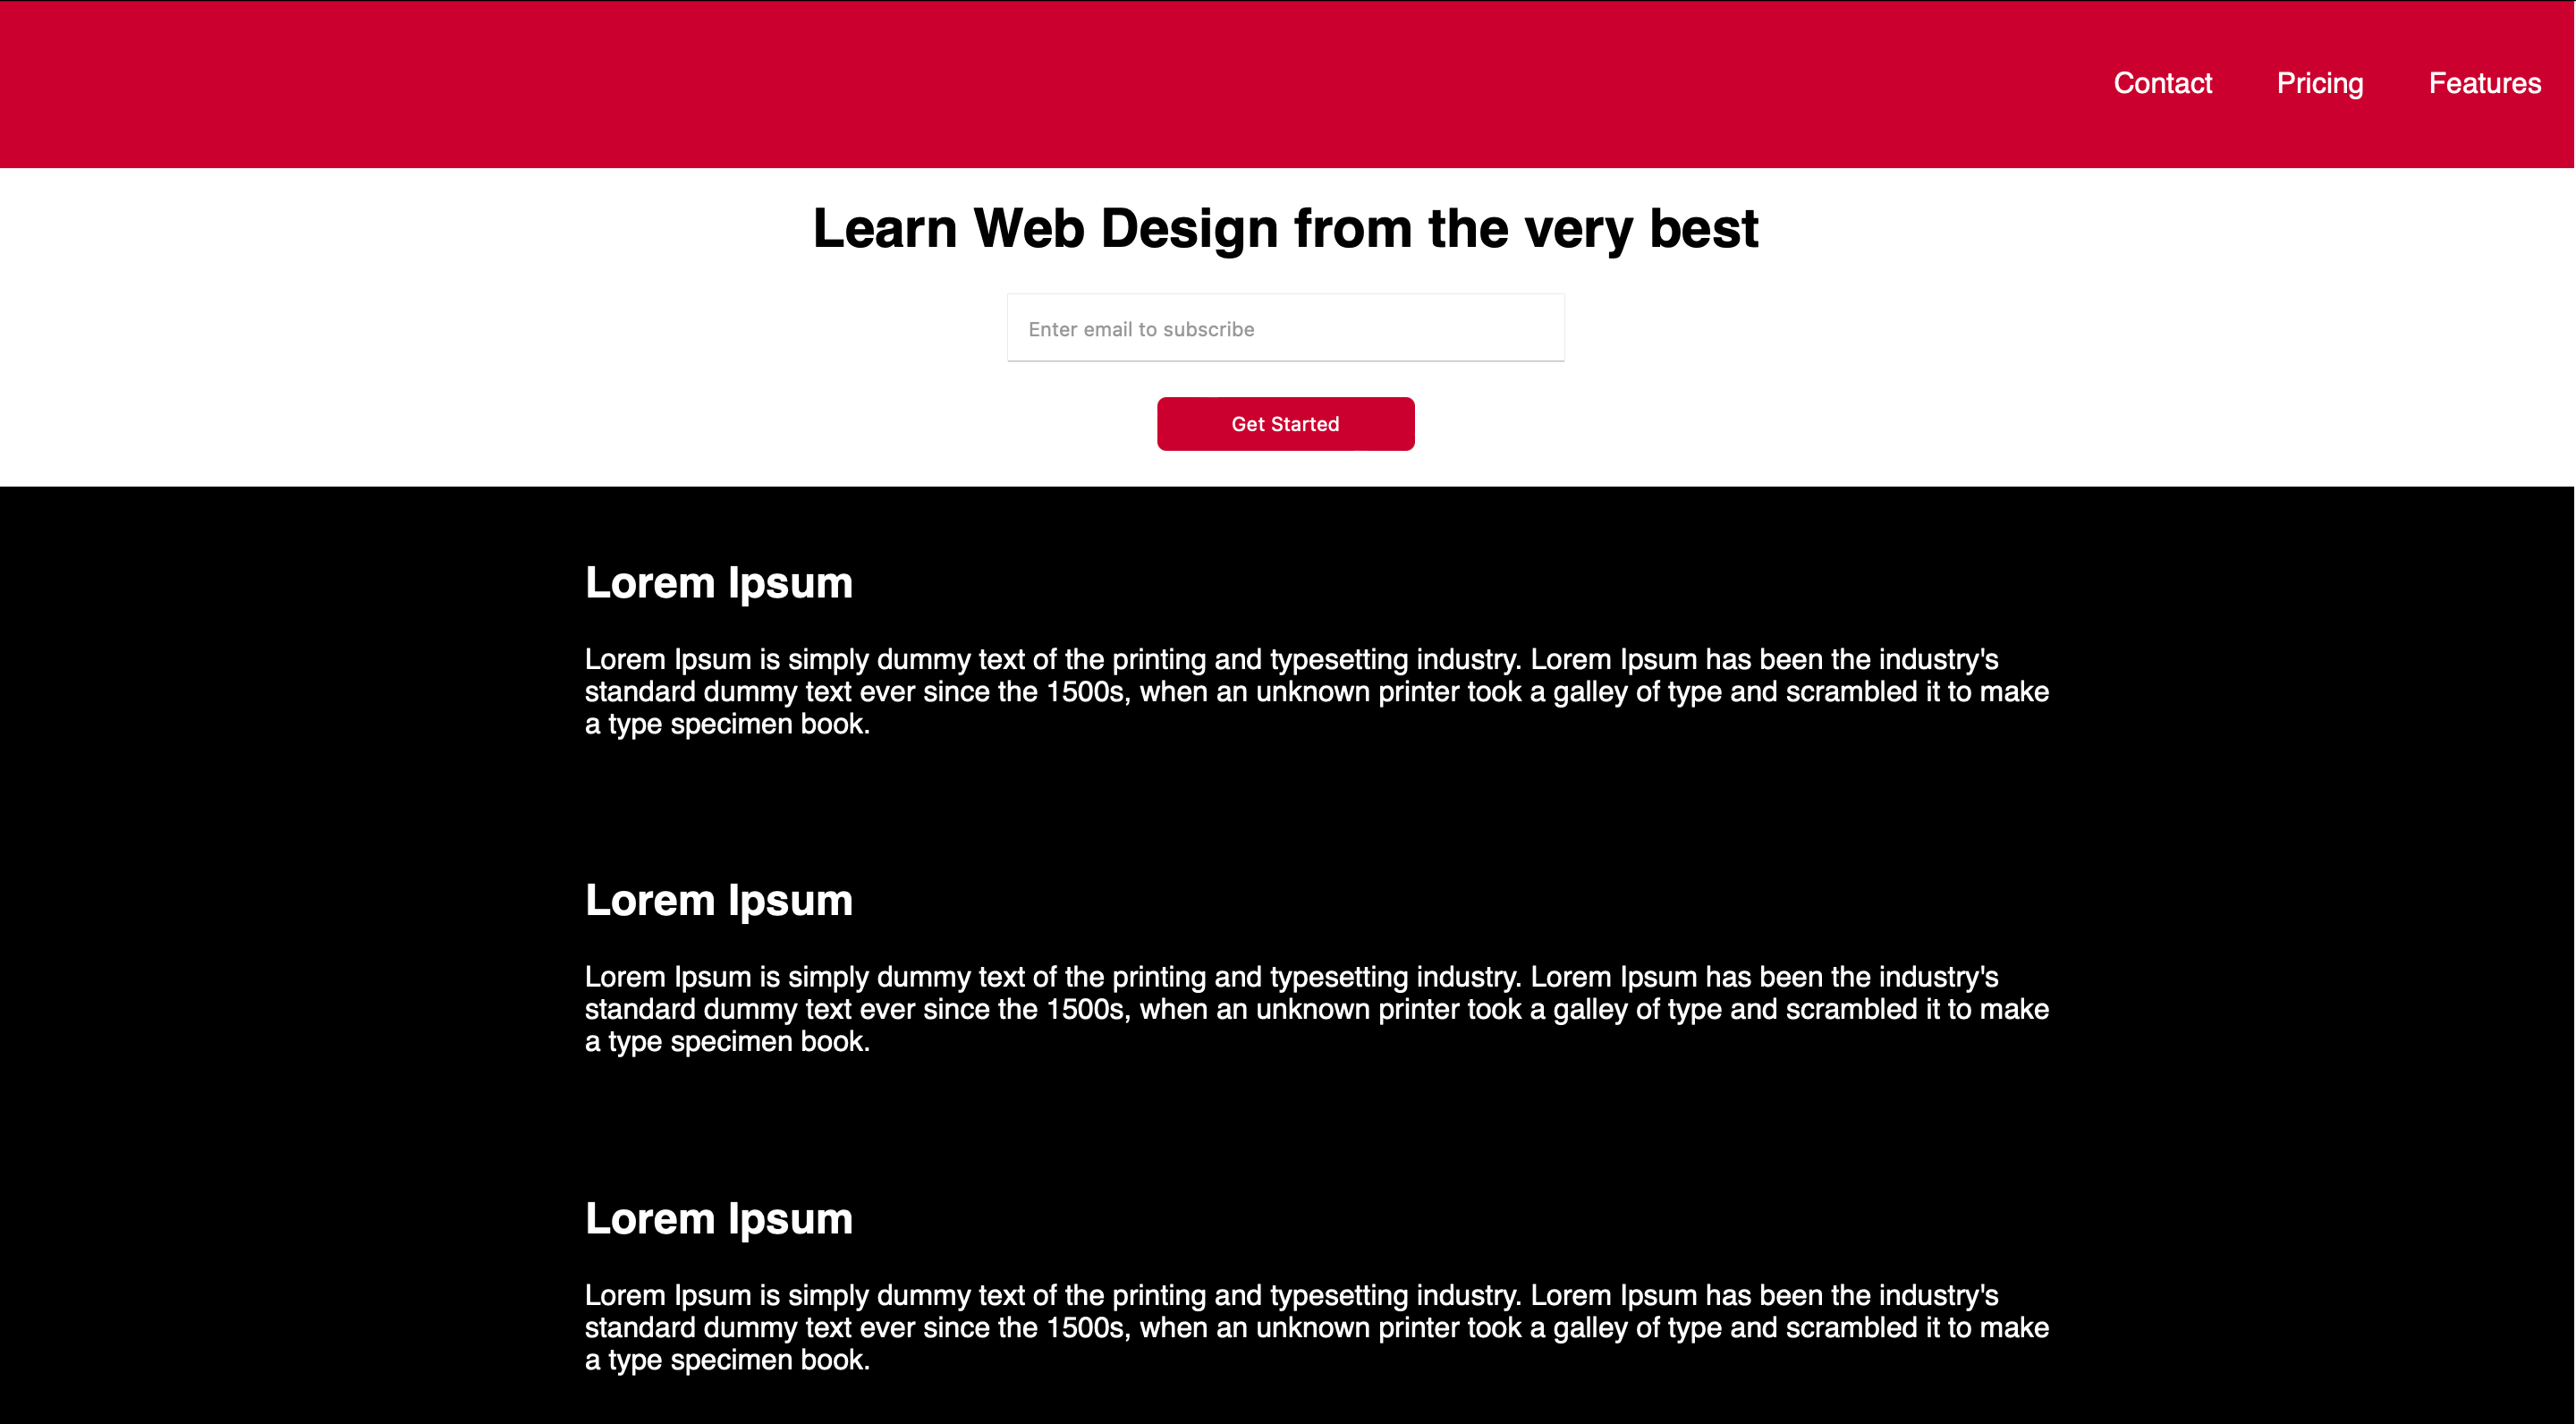 Contact Pricing Features
Learn Web Design from the very best
Enter email to subscribe
Get Started
Lorem Ipsum
Lorem Ipsum is simply dummy text of the printing and typesetting industry. Lorem Ipsum has been the industry's
standard dummy text ever since the 1500s, when an unknown printer took a galley of type and scrambled it to make
a type specimen book.
Lorem Ipsum
Lorem Ipsum is simply dummy text of the printing and typesetting industry. Lorem Ipsum has been the industry's
standard dummy text ever since the 1500s, when an unknown printer took a galley of type and scrambled it to make
a type specimen book.
Lorem Ipsum
Lorem Ipsum is simply dummy text of the printing and typesetting industry. Lorem Ipsum has been the industry's
standard dummy text ever since the 1500s, when an unknown printer took a galley of type and scrambled it to make
a type specimen book.